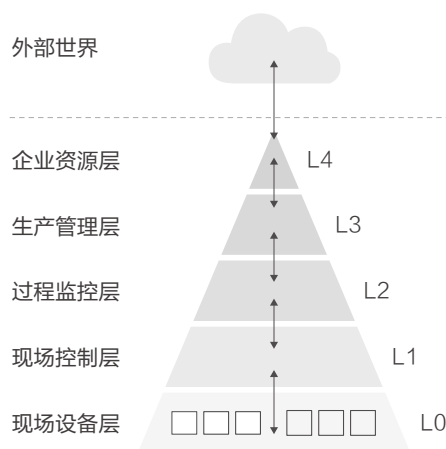 外部世界
企业资源层 L4
生产管理层 L3
过程监控层 L2
现场控制层 L1
现场设备层 L0